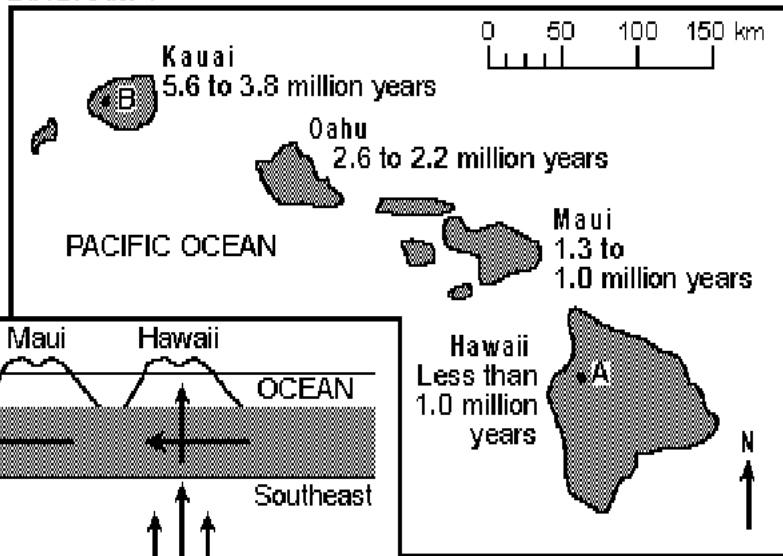 0 50 100 150 km
Kauai
5.6 to 3.8 million years
B
Oahu
2.6 to 2.2 million years
Maui
1.3 to
1.0 million years
PACIFIC OCEAN
Hawaii
Less than
1.0 million
years
A
N
Maui Hawaii
OCEAN
Southeast